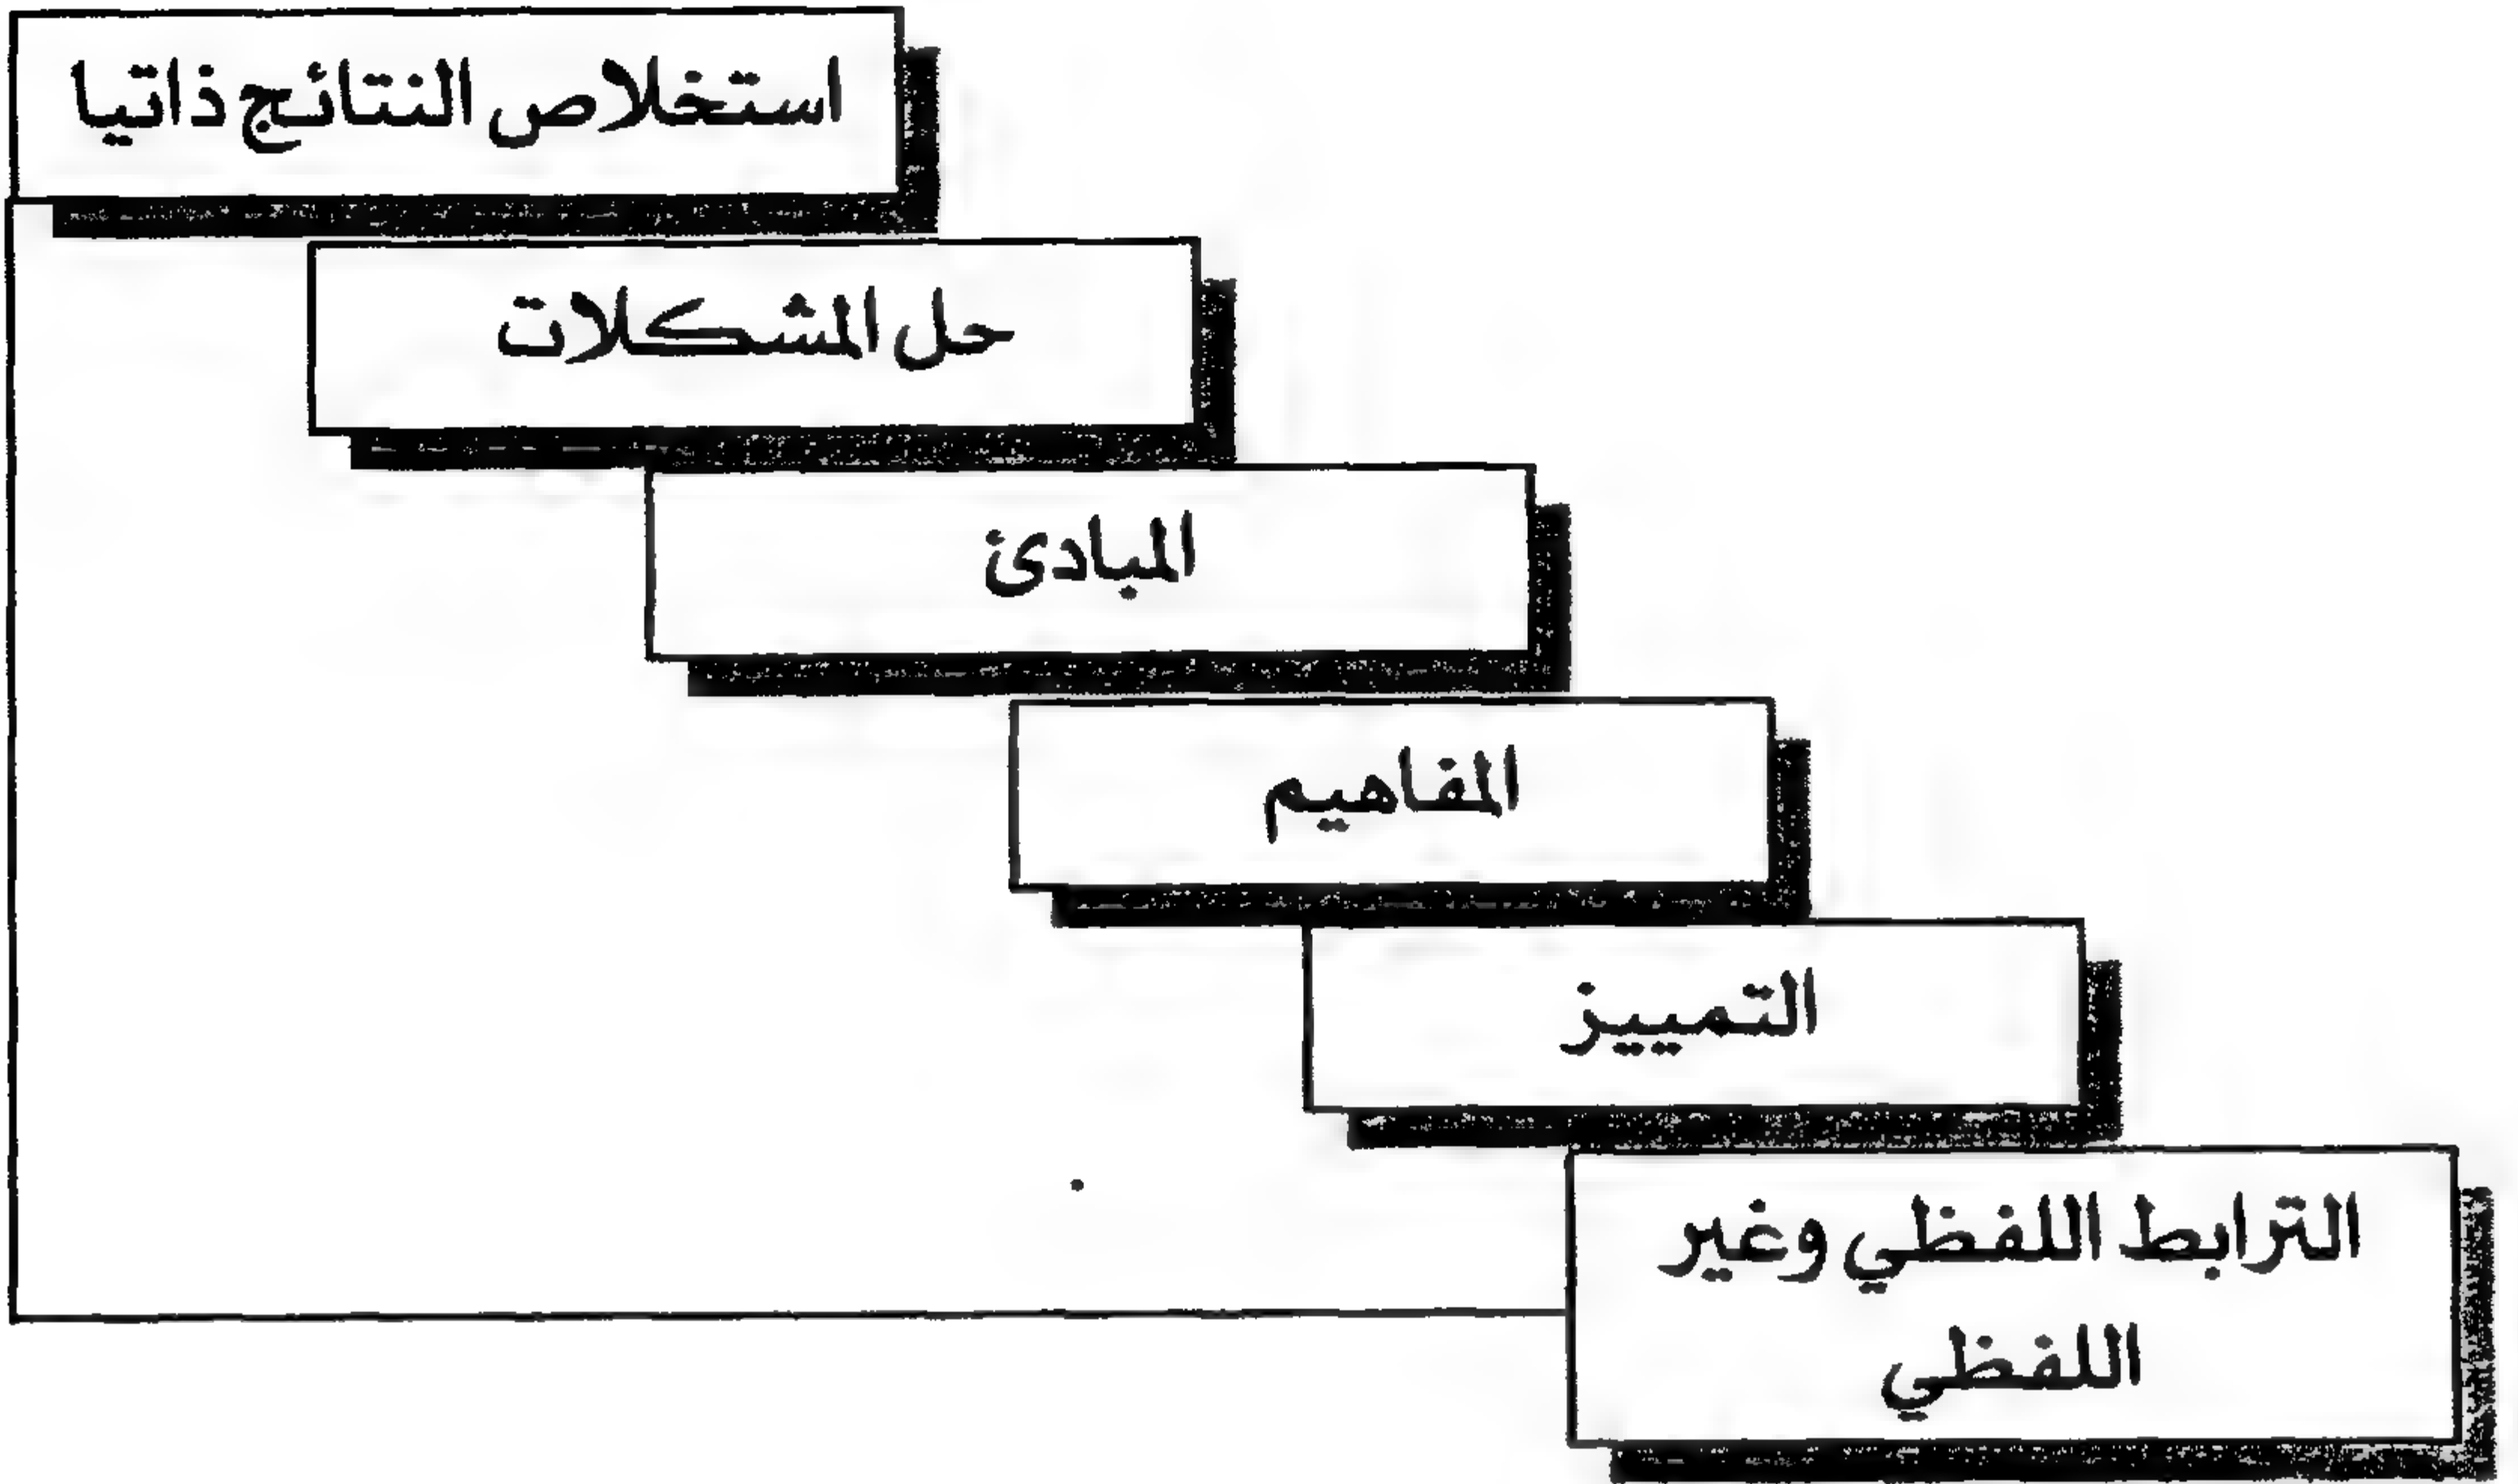 استخلاص النتائج ذاتيا
حل المشكلات
المبادئ
المفاهيم
التمييز
الترابط اللفظي وغير
اللفظي